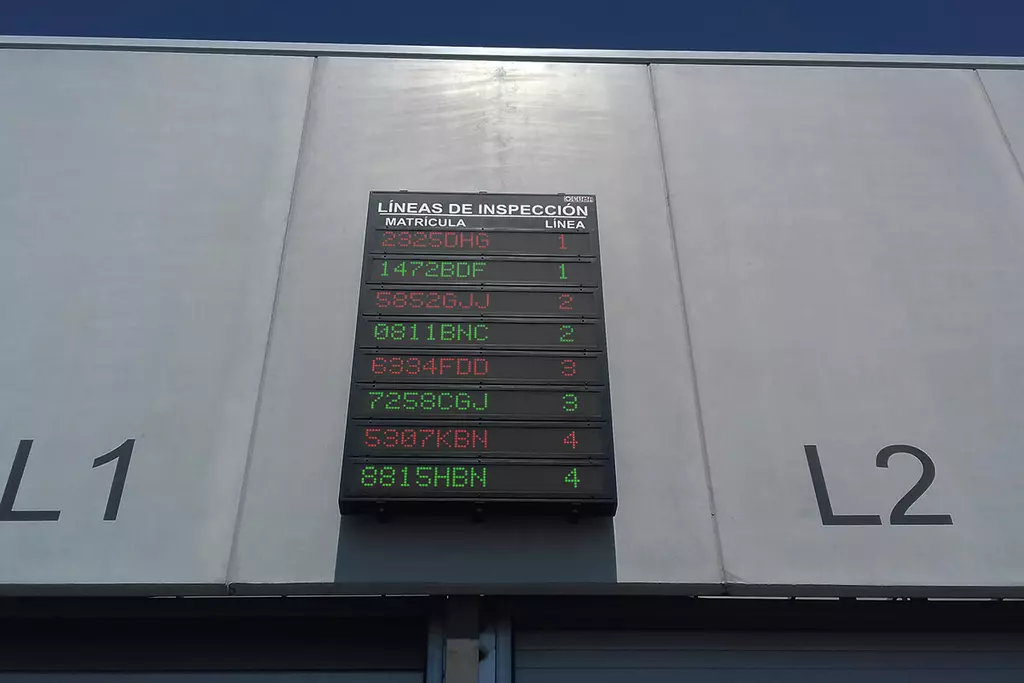 LÍNEAS DE INSPECCIÓN
MATRÍCULA LÍNEA
2325DHG 1
1472BDF 1
5852GJJ 2
0811BNC 2
6334FDD 3
7258CGJ 3
5307KBN 4
8815HBN 4
L1 L2